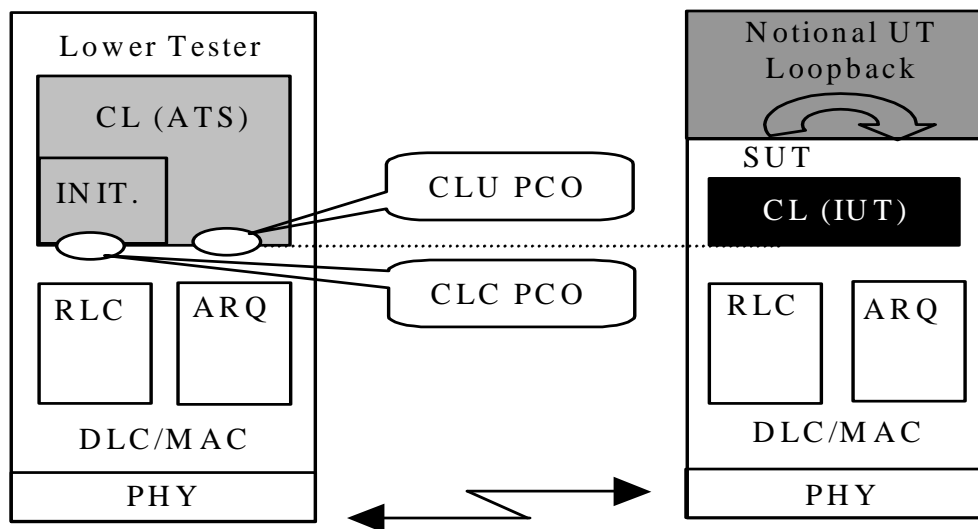 Lower Tester
CL (ATS)
INIT.
RLC
ARQ
DLC/MAC
PHY
CLU PCO
CLC PCO
Notional UT
Loopback
SUT
CL (IUT)
RLC
ARQ
DLC/MAC
PHY